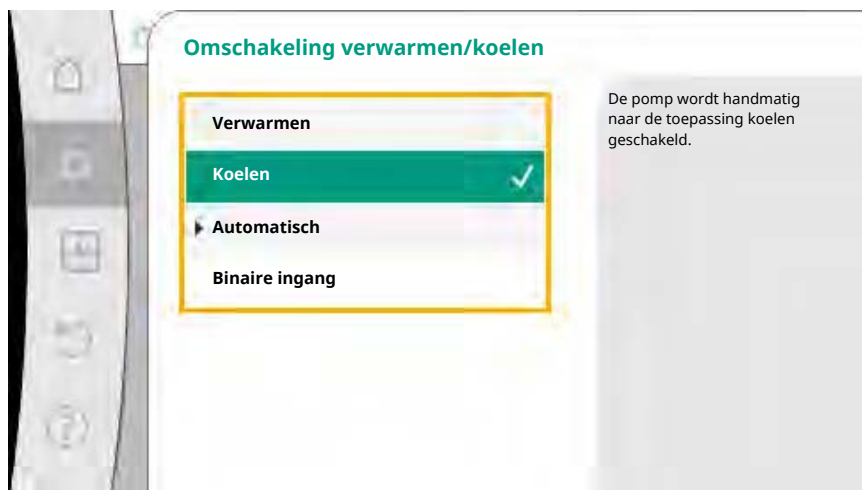 Omschakeling verwarmen/koelen
Verwarmen
Koelen
Automatisch
Binaire ingang
De pomp wordt handmatig
naar de toepassing koelen
geschakeld.